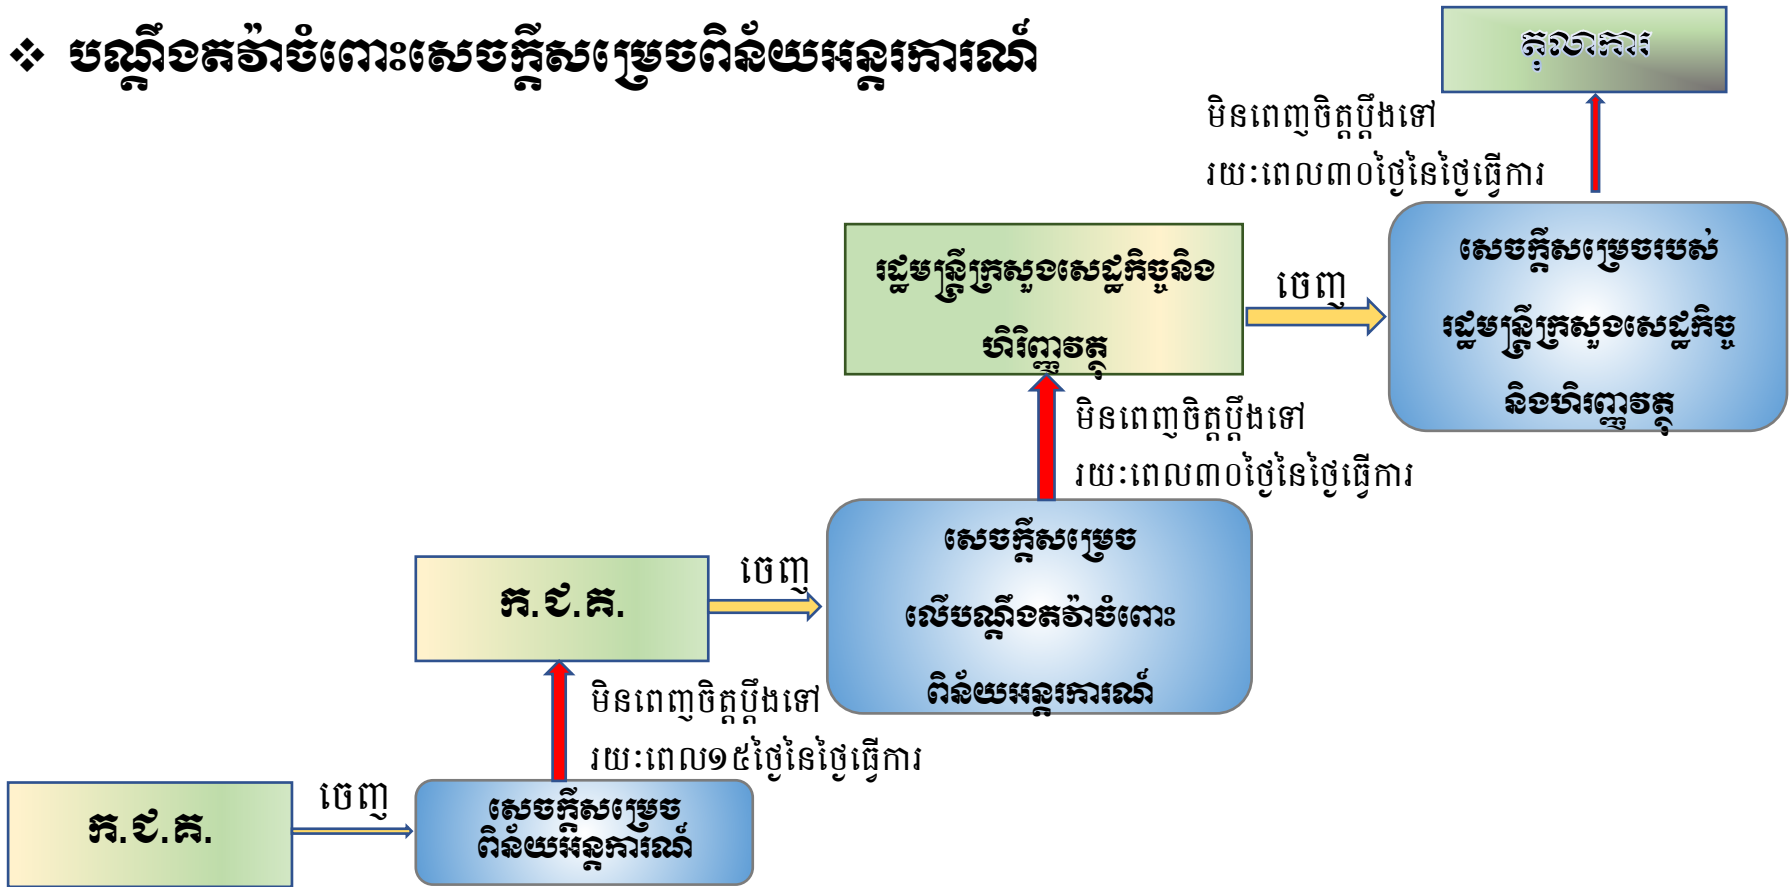 ❖ បណ្តឹងតវ៉ាចំពោះសេចក្តីសម្រេចពិន័យអន្តរការណ៍
តុលាការ
មិនពេញចិត្តប្តឹងទៅ
រយៈពេល៣០ថ្ងៃនៃថ្ងៃធ្វើការ
រដ្ឋមន្ត្រីក្រសួងសេដ្ឋកិច្ចនិង
ហិរិញ្ញវត្ថុ
ចេញ
សេចក្តីសម្រេចរបស់
រដ្ឋមន្ត្រីក្រសួងសេដ្ឋកិច្ច
និងហិរញ្ញវត្ថុ
មិនពេញចិត្តប្តឹងទៅ
រយៈពេល៣០ថ្ងៃនៃថ្ងៃធ្វើការ
ក.ជ.គ.
ចេញ
សេចក្តីសម្រេច
លើបណ្តឹងតវ៉ាចំពោះ
ពិន័យអន្តរការណ៍
មិនពេញចិត្តប្តឹងទៅ
រយៈពេល១៥ថ្ងៃនៃថ្ងៃធ្វើការ
ក.ជ.គ.
ចេញ
សេចក្តីសម្រេច
ពិន័យអន្តការណ៍